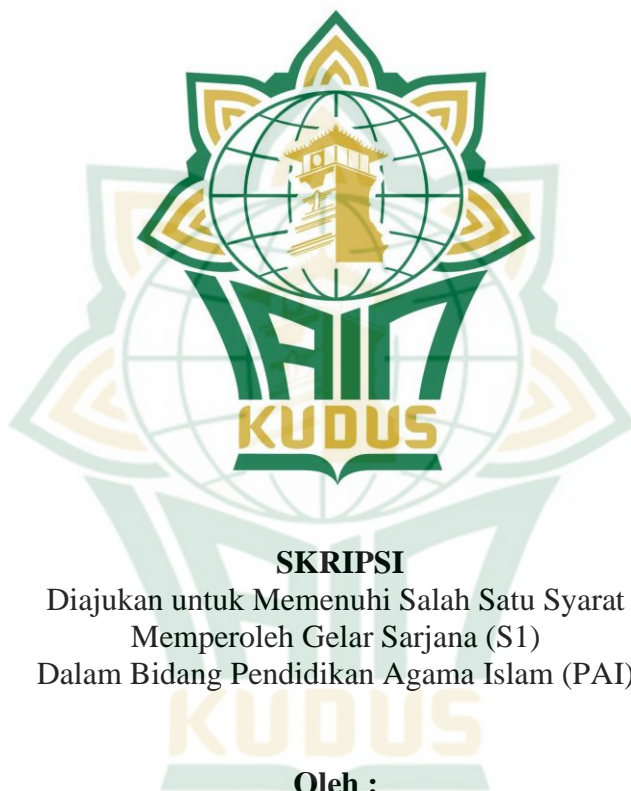 IAIN
KUDUS
SKRIPSI
Diajukan untuk Memenuhi Salah Satu Syarat
Memperoleh Gelar Sarjana (S1)
Dalam Bidang Pendidikan Agama Islam (PAI)
Oleh :